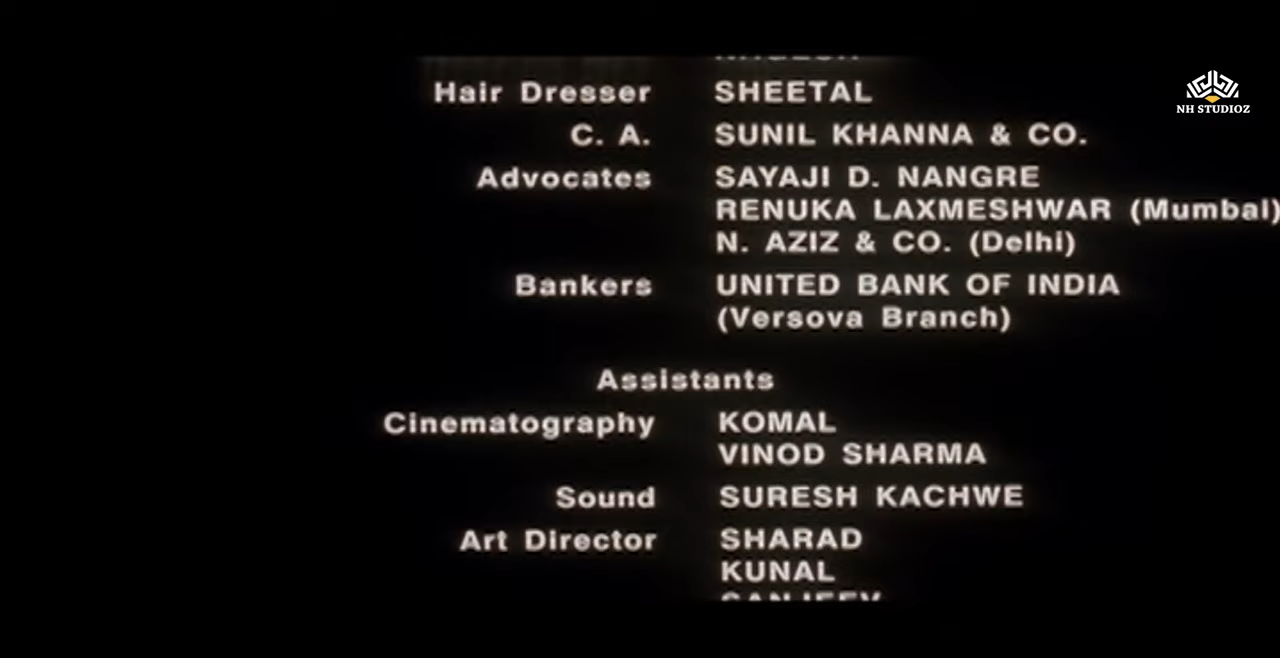 Hair Dresser SHEETAL
C. A. SUNIL KHANNA & CO.
Advocates SAYAJI D. NANGRE
RENUKA LAXMESHWAR (Mumbai)
N. AZIZ & CO. (Delhi)
Bankers UNITED BANK OF INDIA
(Versova Branch)
Assistants
Cinematography KOMAL
VINOD SHARMA
Sound SURESH KACHWE
Art Director SHARAD
KUNAL
SANJEEV
NH STUDIOZ